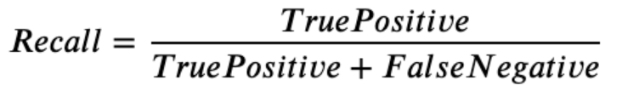 Recall = TruePositive
TruePositive + FalseNegative